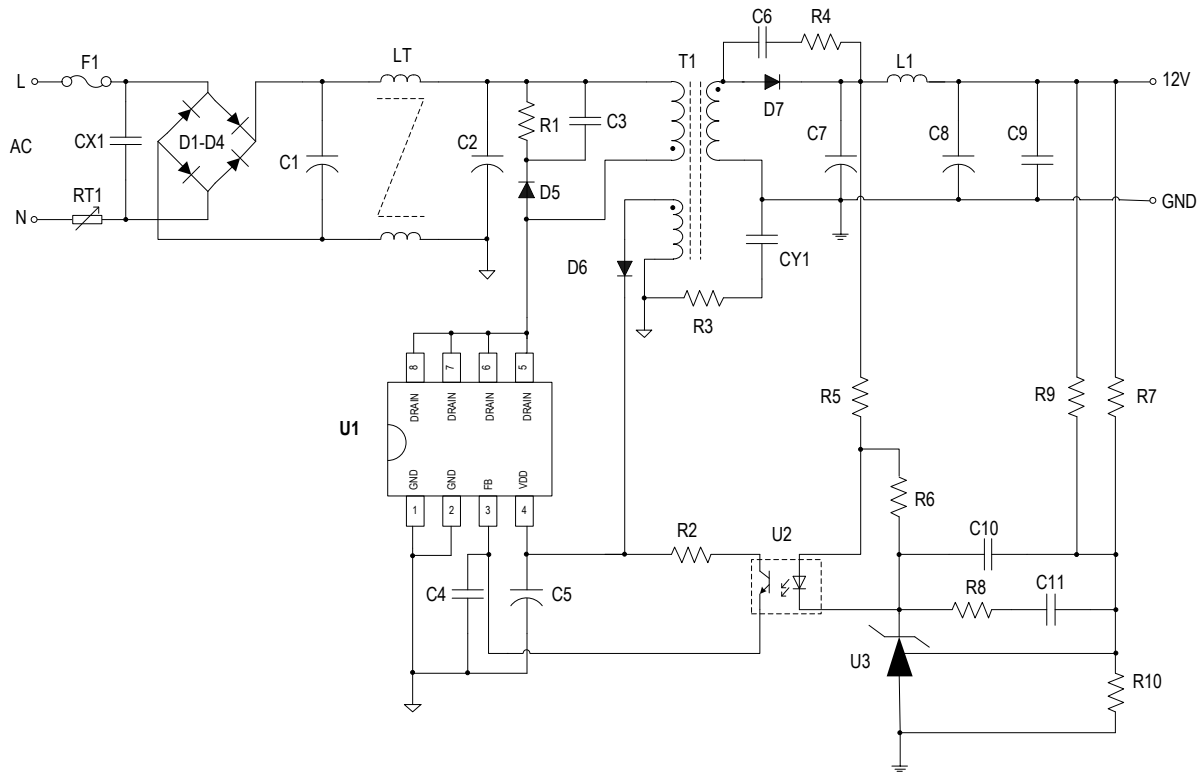 C6
R4
F1
LT
T1
L1
L
12V
D7
CX1
D1-D4
R1
C3
AC
C1
C2
C7
C8
C9
RT1
D5
N
GND
D6
CY1
R3
8
7
6
5
DRAIN
DRAIN
DRAIN
DRAIN
R5
R9
R7
U1
GND
GND
FB
VDD
1
2
3
4
R6
R2
U2
C10
C4
C5
R8
C11
U3
R10